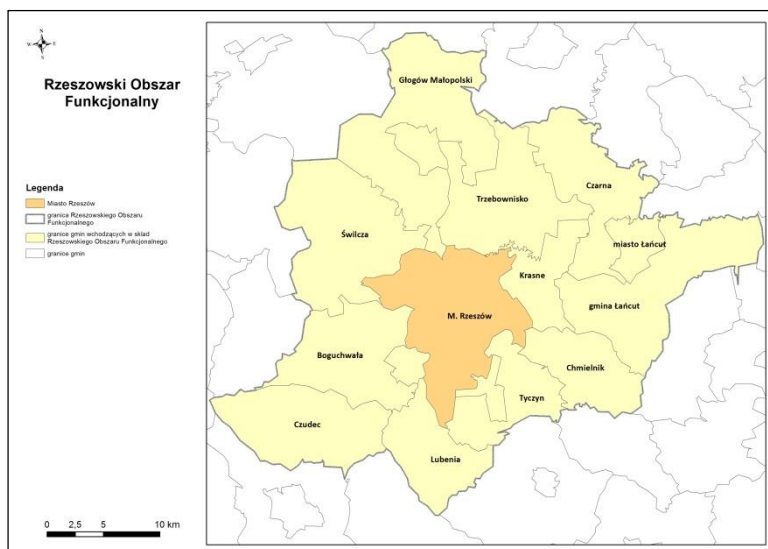 N
W
E
S
Rzeszowski Obszar
Funkcjonalny
Legenda
Miasto Rzeszów
granica Rzeszowskiego Obszaru
Funkcjonalnego
granice gmin wchodzących w skład
Rzeszowskiego Obszaru Funkcjonalnego
granice gmin
Głogów Małopolski
Trzebownisko
Czarna
Świlcza
miasto Łańcut
Krasne
gmina Łańcut
M. Rzeszów
Boguchwała
Chmielnik
Tyczyn
Czudec
Lubenia
0 2,5 5 10 km